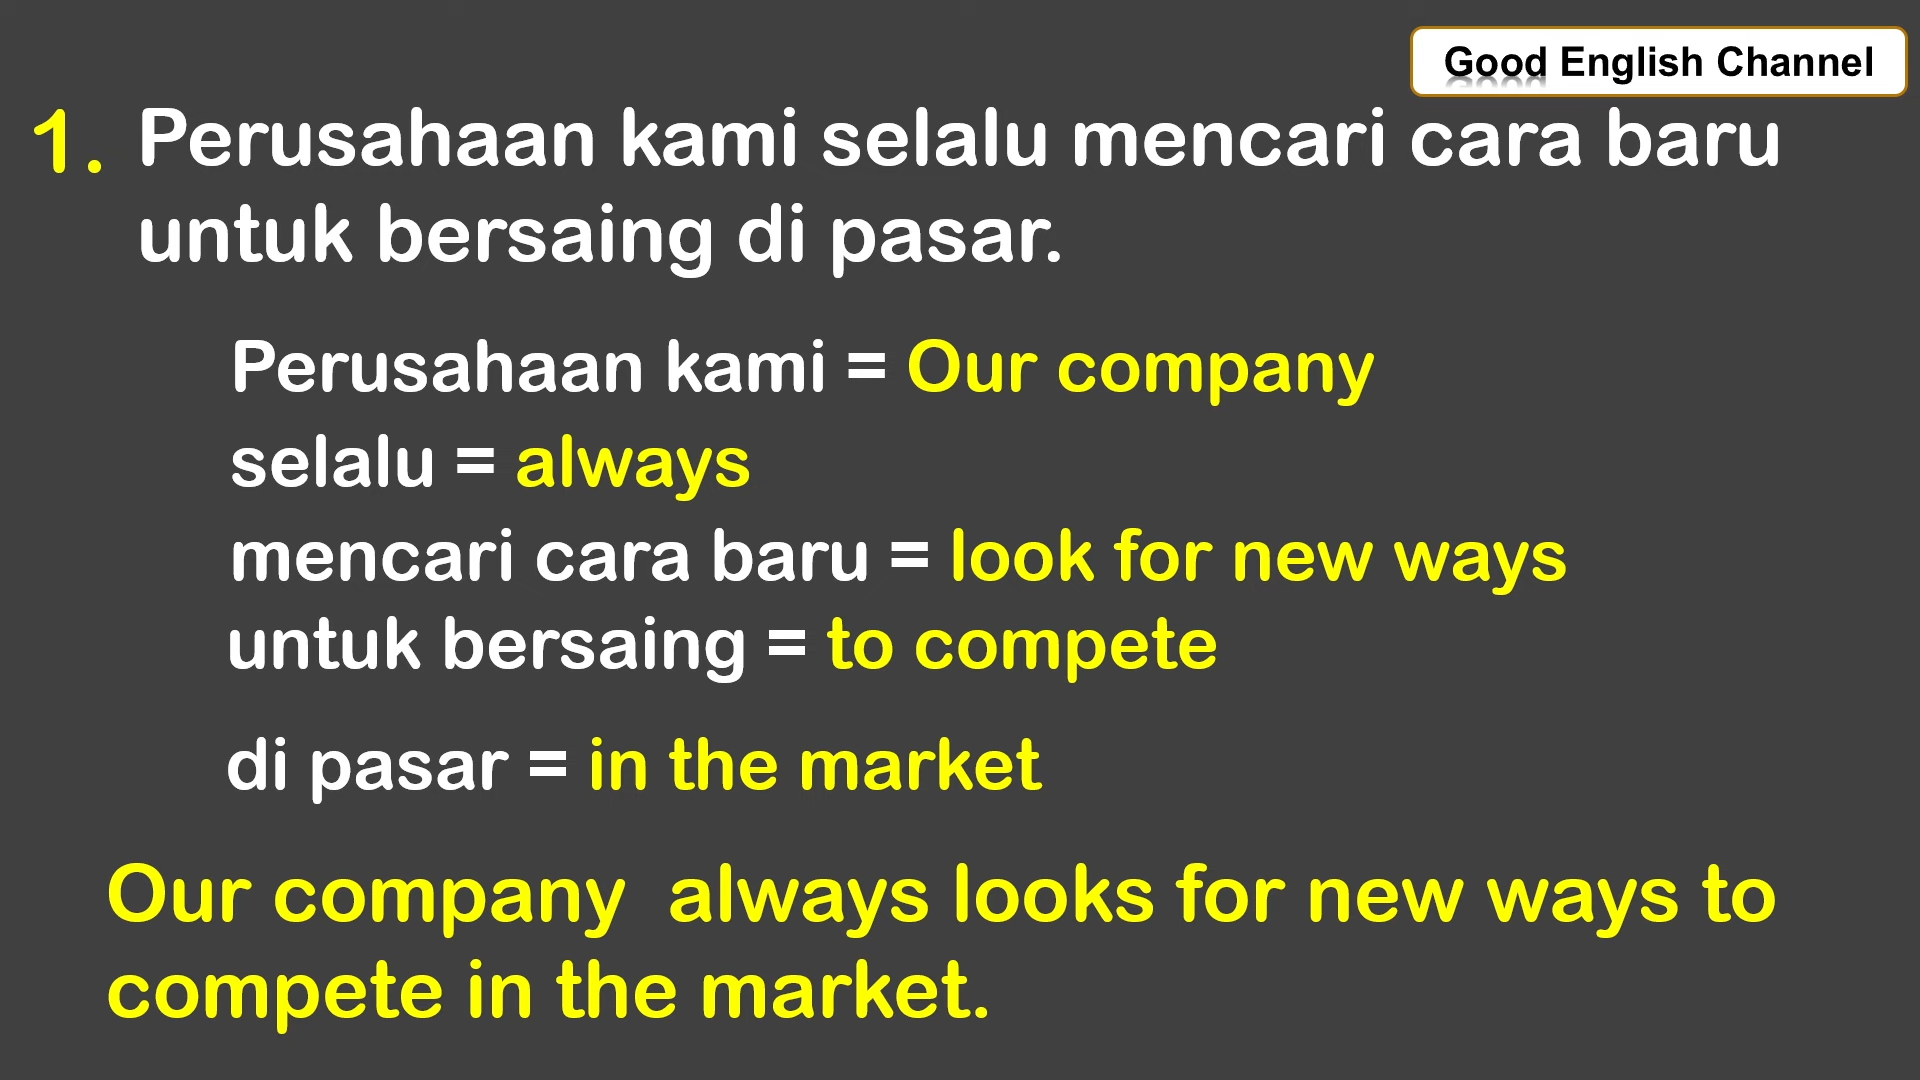 Good English Channel
1. Perusahaan kami selalu mencari cara baru
untuk bersaing di pasar.
Perusahaan kami = Our company
selalu = always
mencari cara baru = look for new ways
untuk bersaing = to compete
di pasar = in the market
Our company  always looks for new ways to
compete in the market.